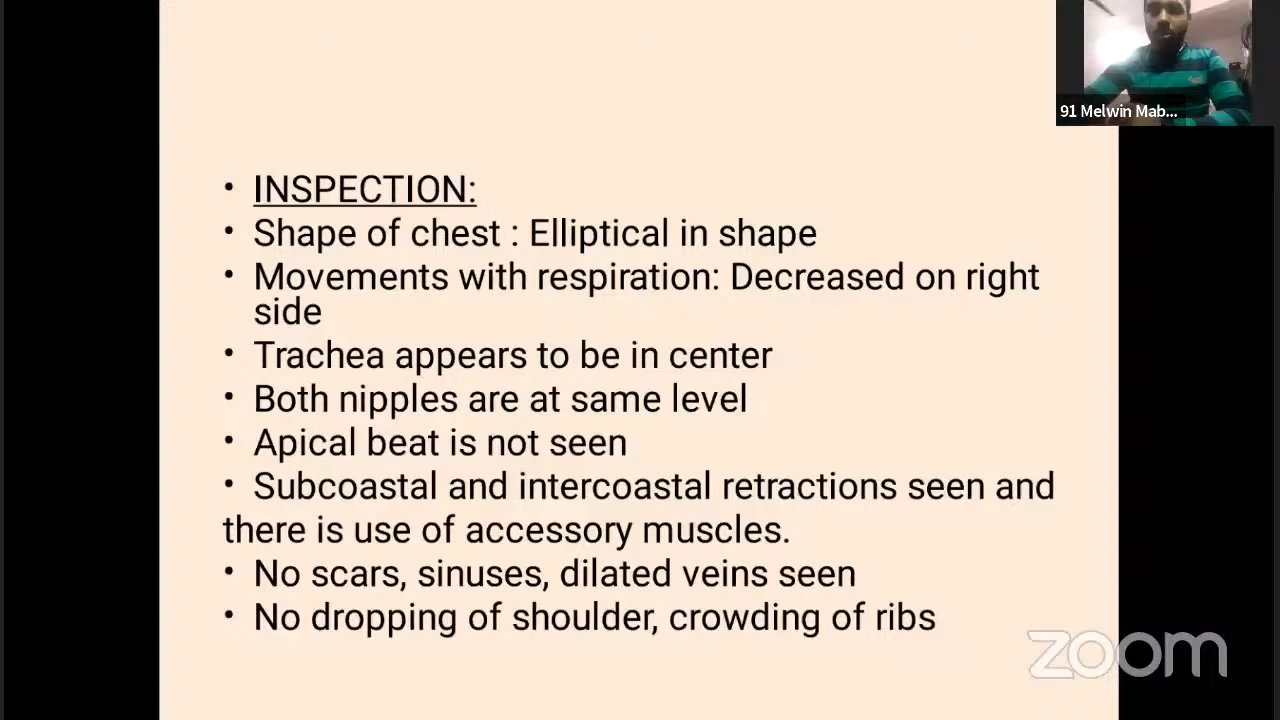 91 Melwin Mab...
• INSPECTION:
• Shape of chest : Elliptical in shape
• Movements with respiration: Decreased on right
side
• Trachea appears to be in center
• Both nipples are at same level
• Apical beat is not seen
• Subcoastal and intercoastal retractions seen and
there is use of accessory muscles.
• No scars, sinuses, dilated veins seen
• No dropping of shoulder, crowding of ribs
zoom